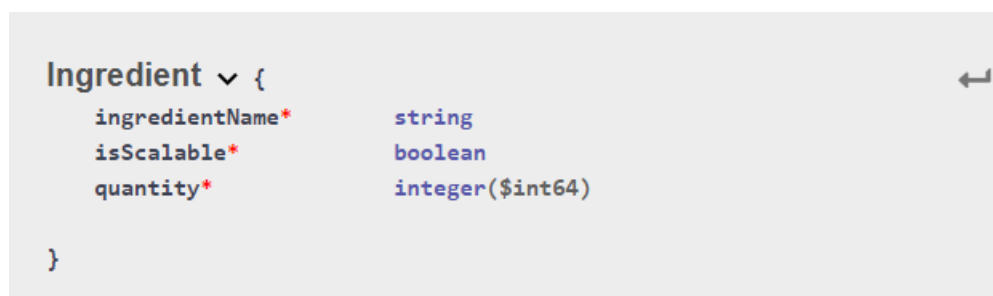 Ingredient {
ingredientName* string
isScalable* boolean
quantity* integer($int64)
}